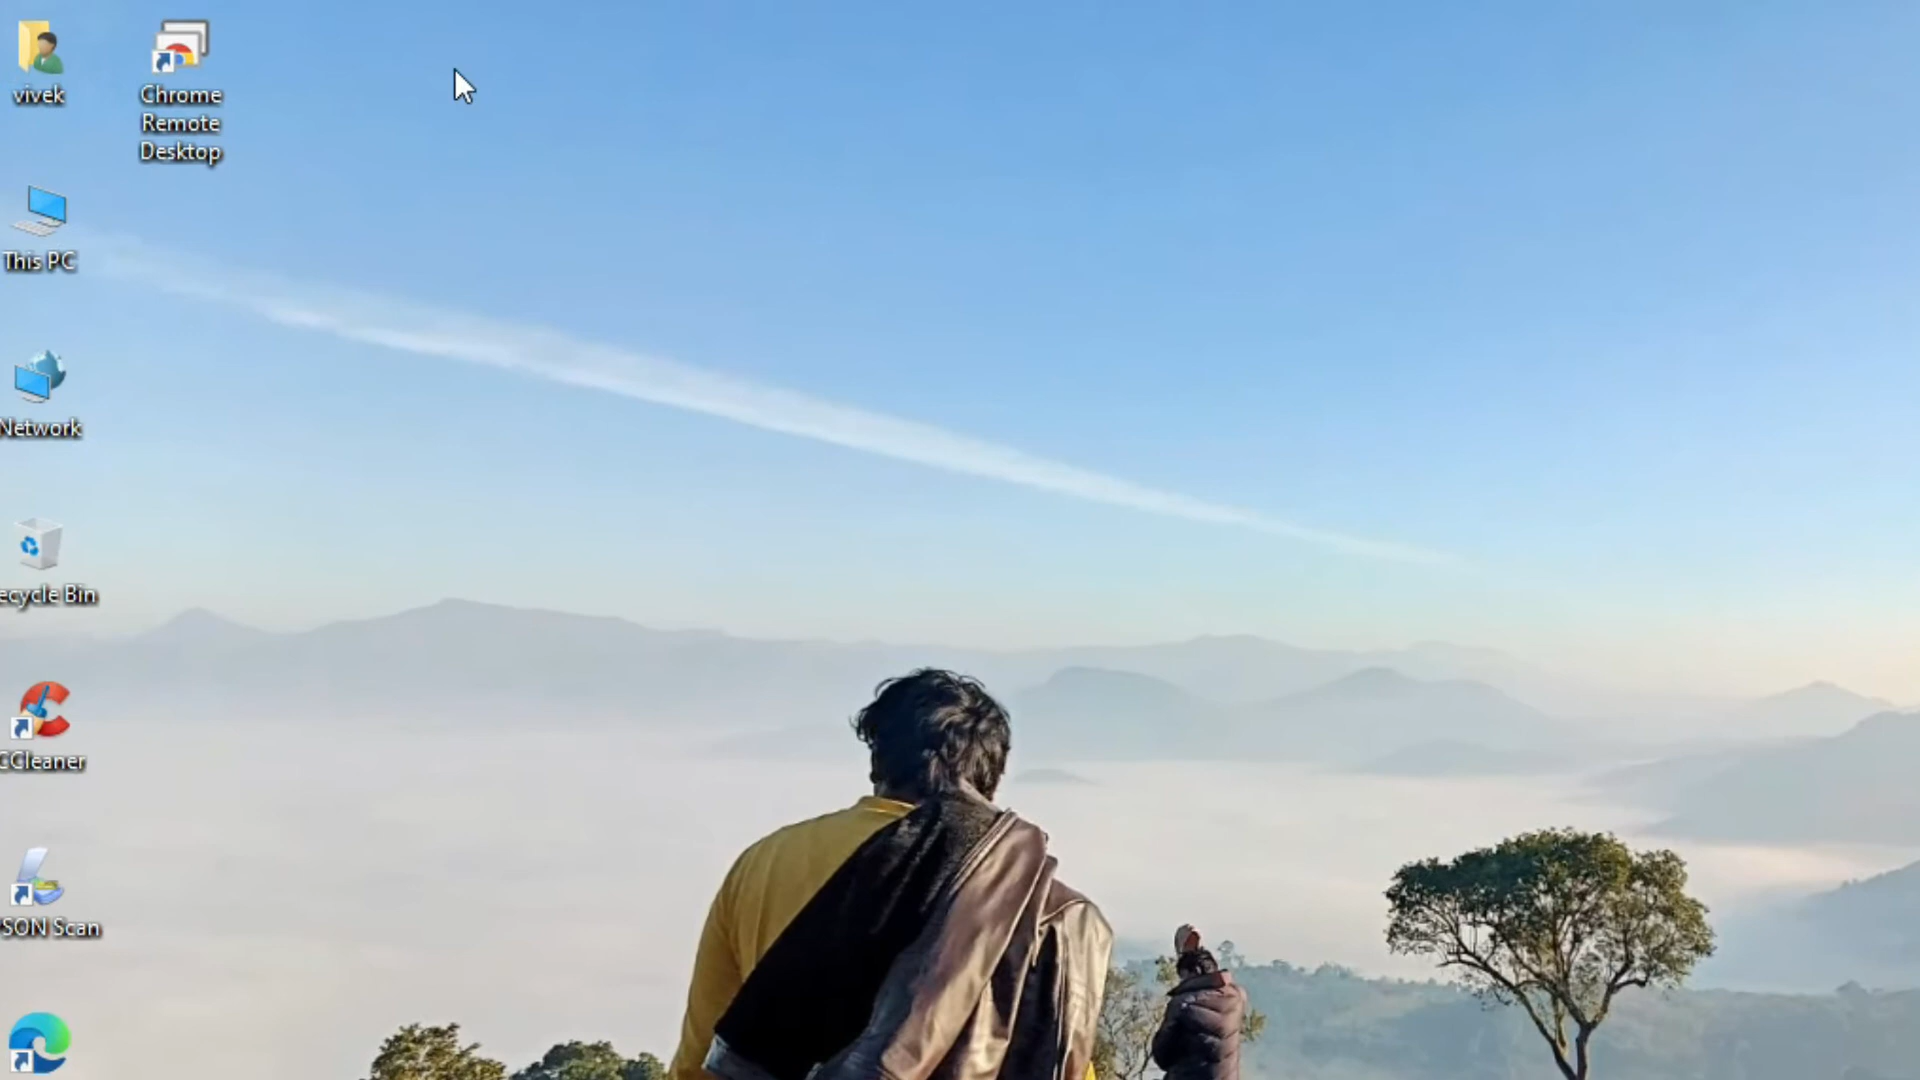 vivek
Chrome
Remote
Desktop
This PC
Network
ecycle Bin
CCleaner
SON Scan